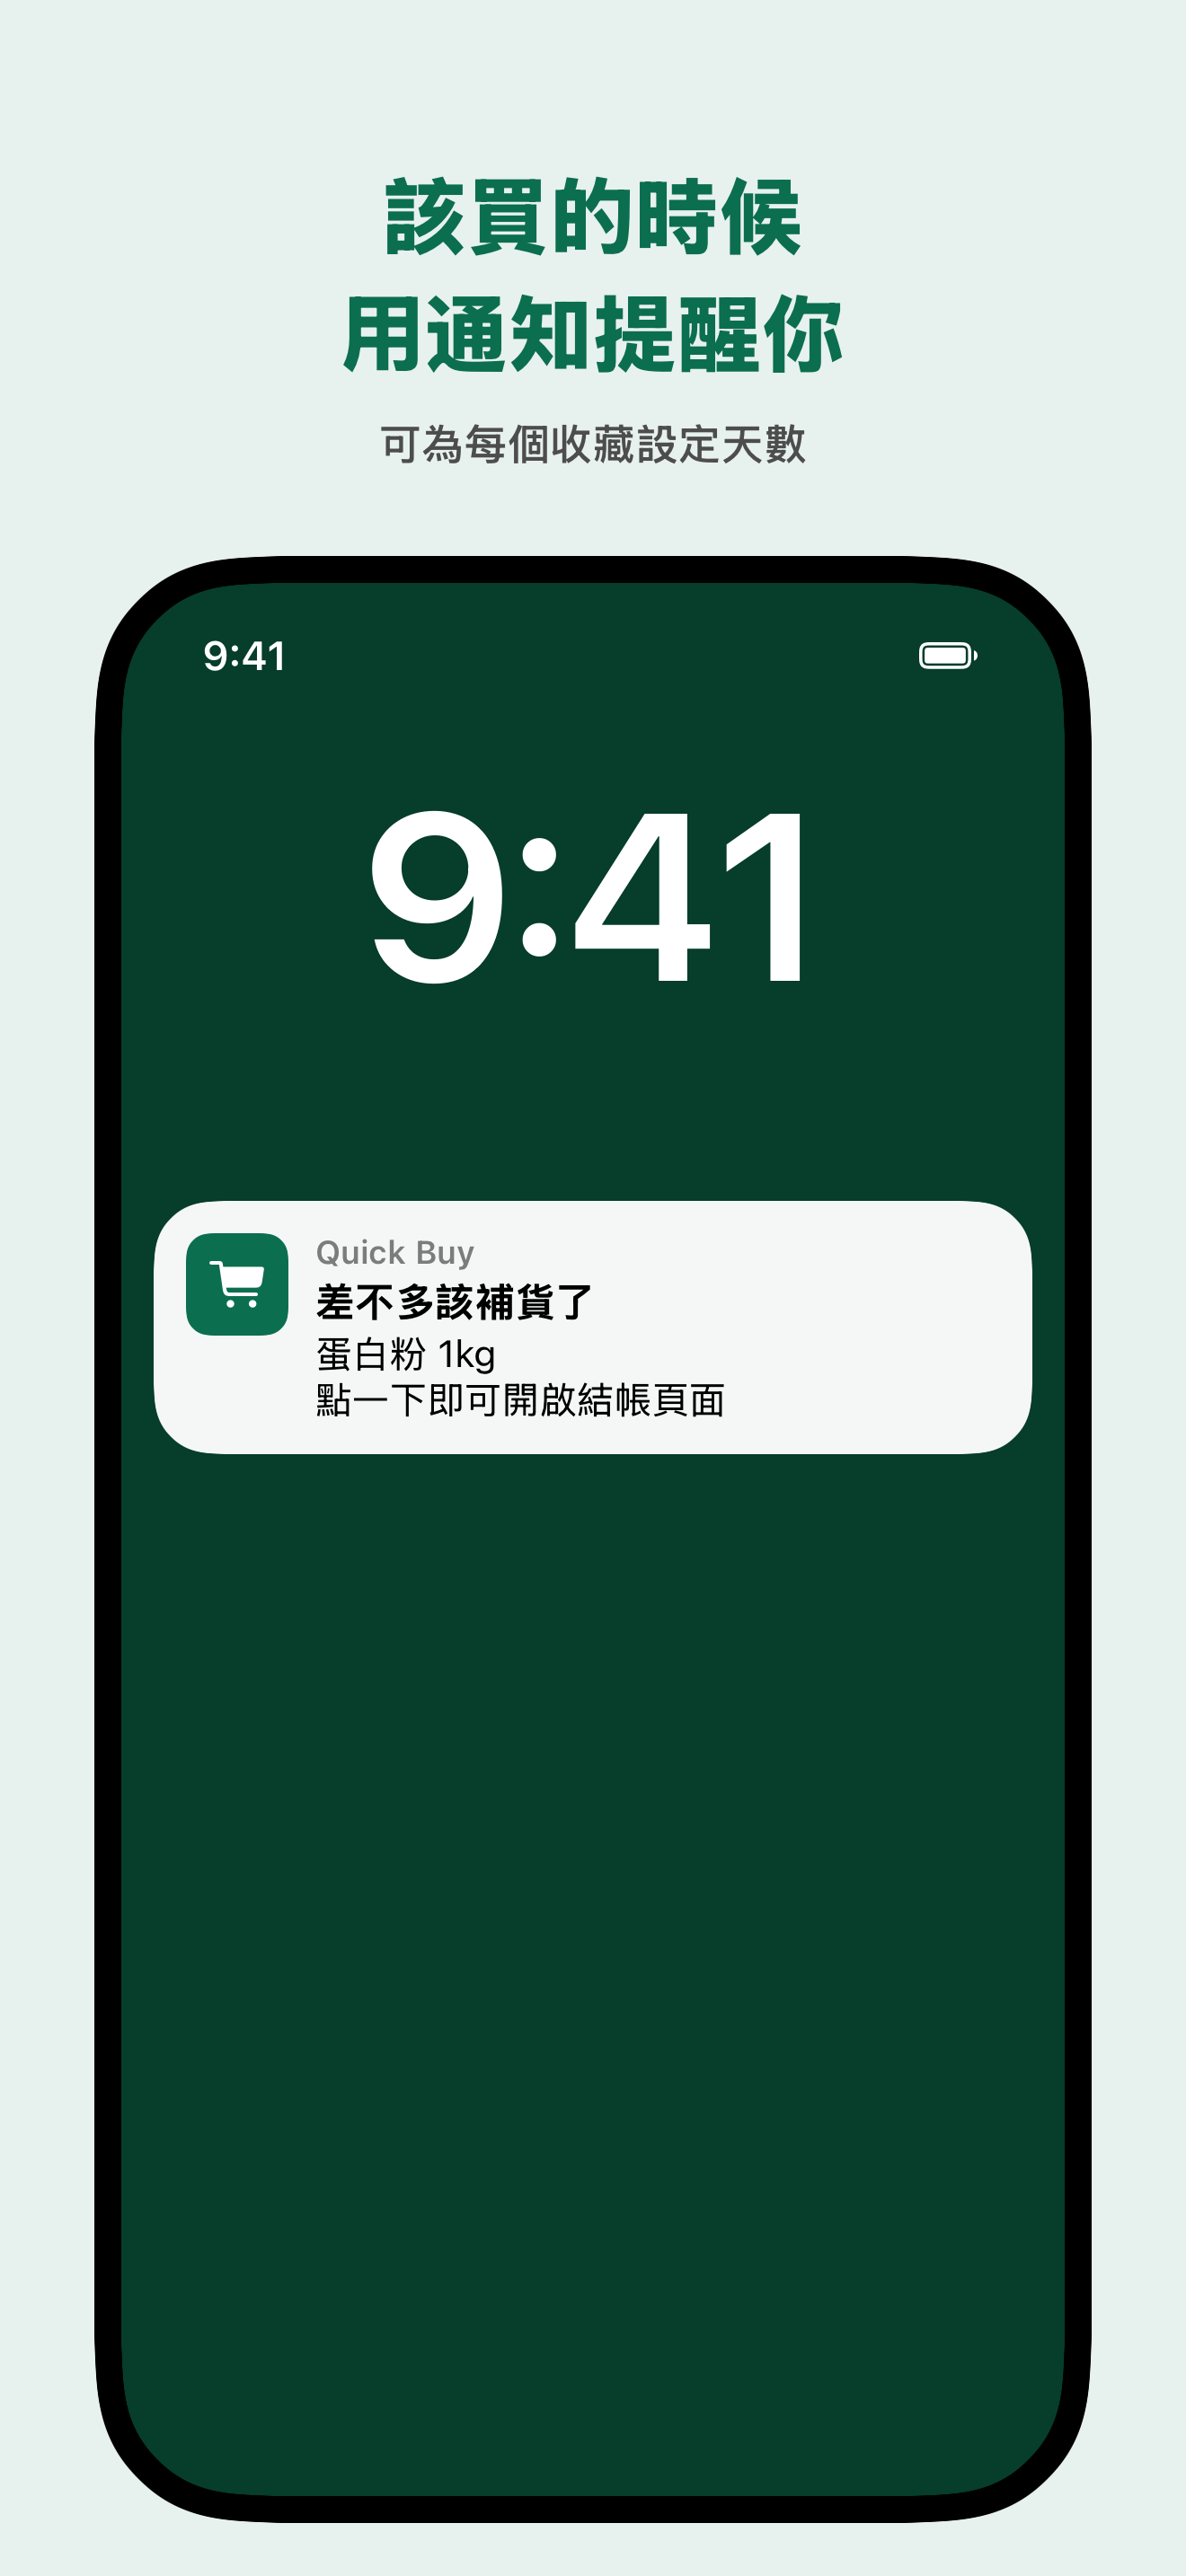 該買的時候
用通知提醒你
可為每個收藏設定天數
9:41
9:41
Quick Buy
差不多該補貨了
蛋白粉 1kg
點一下即可開啟結帳頁面